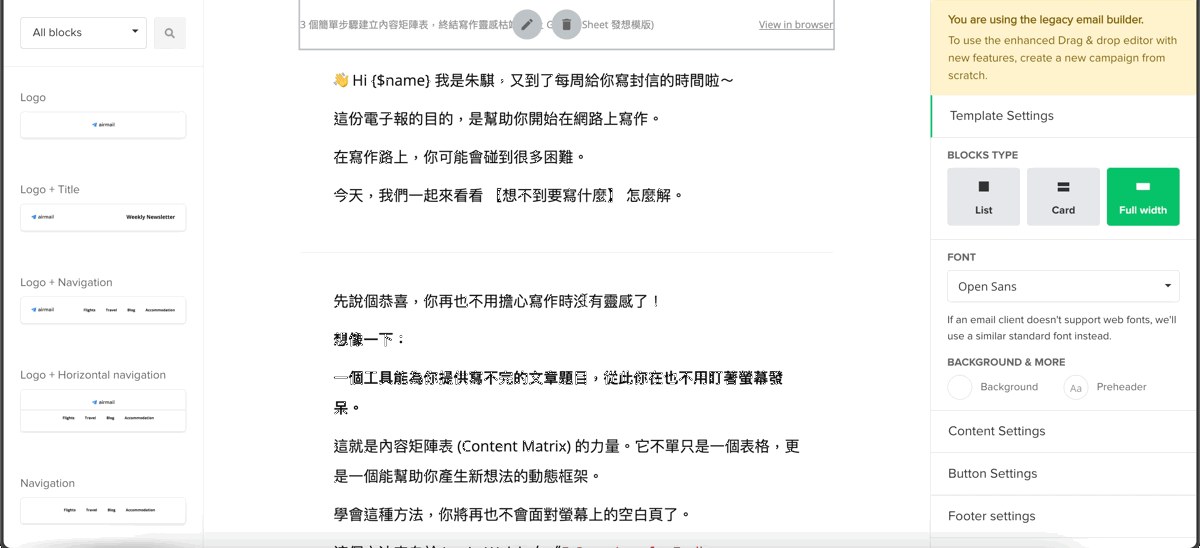 All blocks
Logo
airmail
Logo + Title
airmail Weekly Newsletter
Logo + Navigation
airmail Flights Travel Blog Accommodation
Logo + Horizontal navigation
airmail
Flights Travel Blog Accommodation
Navigation
Flights Travel Blog Accommodation
3 個簡單步驟建立內容矩陣表，終結寫作靈感枯 Sheet 發想模版) View in browser
👋 Hi {$name} 我是朱騏，又到了每周給你寫封信的時間啦～
這份電子報的目的，是幫助你開始在網路上寫作。
在寫作路上，你可能會碰到很多困難。
今天，我們一起來看看 〖想不到要寫什麼〗 怎麼解。
先說個恭喜，你再也不用擔心寫作時沒有靈感了！
想像一下：
一個工具能為你提供寫不完的文章題目，從此你在也不用盯著螢幕發
呆。
這就是內容矩陣表 (Content Matrix) 的力量。它不單只是一個表格，更
是一個能幫助你產生新想法的動態框架。
學會這種方法，你將再也不會面對螢幕上的空白頁了。
You are using the legacy email builder.
To use the enhanced Drag & drop editor with
new features, create a new campaign from
scratch.
Template Settings
BLOCKS TYPE
List Card Full width
FONT
Open Sans
If an email client doesn't support web fonts, we'll
use a similar standard font instead.
BACKGROUND & MORE
Background Aa Preheader
Content Settings
Button Settings
Footer settings